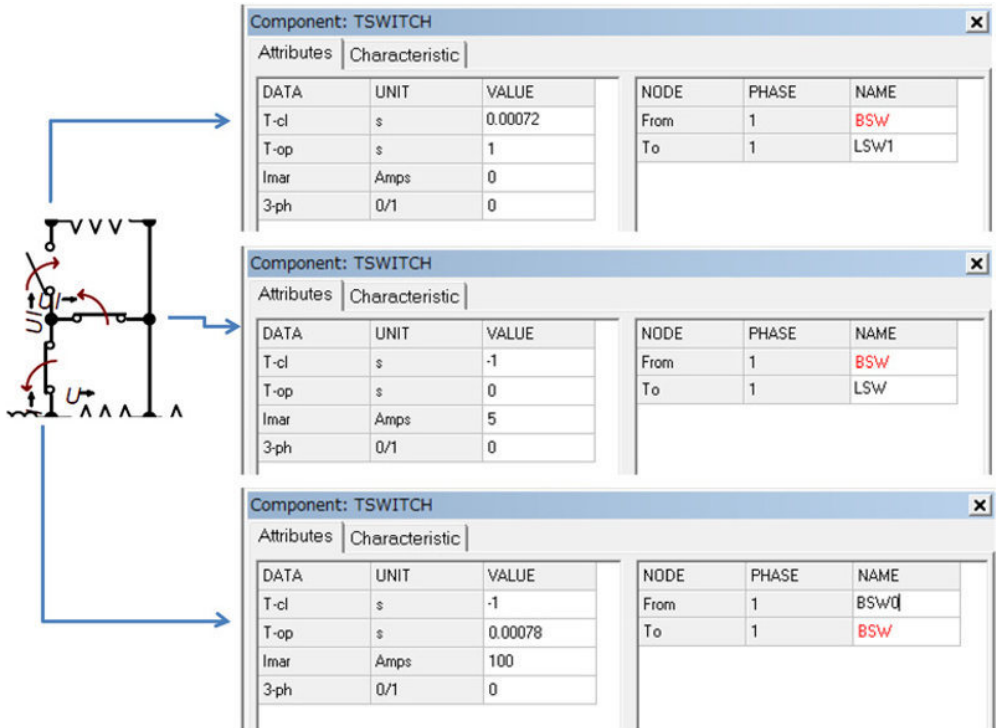 Component: TSWITCH
Attributes Characteristic
DATA UNIT VALUE NODE PHASE NAME
T-cl s 0.00072 From 1 BSW
T-op s 1 To 1 LSW1
Imar Amps 0
3-ph 0/1 0
UI
UI
U
Component: TSWITCH
Attributes Characteristic
DATA UNIT VALUE NODE PHASE NAME
T-cl s -1 From 1 BSW
T-op s 0 To 1 LSW
Imar Amps 5
3-ph 0/1 0
Component: TSWITCH
Attributes Characteristic
DATA UNIT VALUE NODE PHASE NAME
T-cl s -1 From 1 BSW0
T-op s 0.00078 To 1 BSW
Imar Amps 100
3-ph 0/1 0